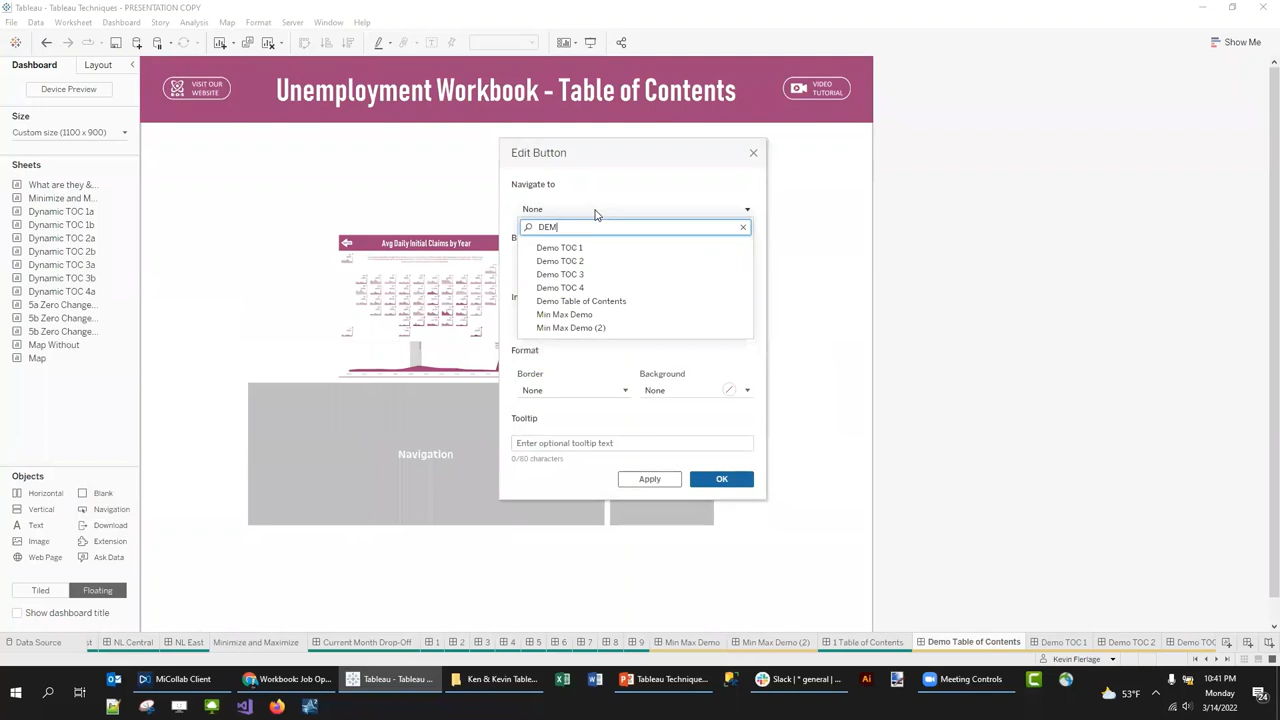 Tableau - Tableau Techniques - PRESENTATION COPY
File Data Worksheet Dashboard Story Analysis Map Format Server Window Help
Show Me
Dashboard Layout
Device Preview
Size
Custom size (1100 x 900)
Sheets
What are they &...
Minimize and M...
Dynamic TOC 1a
Dynamic TOC 1b
Dynamic TOC 2a
Dynamic TOC 2b
Dynamic TOC 3a
Dynamic TOC 3b
Dynamic TOC 4a
5a Zero Change...
5b Zero Change...
5b Zero Change...
Map Without
Map
Objects
Horizontal Blank
Vertical Navigation
Text Download
Image Extension
Web Page Ask Data
Tiled Floating
Show dashboard title
VISIT OUR
WEBSITE
Unemployment Workbook - Table of Contents
VIDEO
TUTORIAL
Avg Daily Initial Claims by Year
Navigation
Edit Button
Navigate to
None
DEM
Demo TOC 1
Demo TOC 2
Demo TOC 3
Demo TOC 4
Demo Table of Contents
Min Max Demo
Min Max Demo (2)
Format
Border Background
None None
Tooltip
Enter optional tooltip text
0/80 characters
Apply OK
Data Source st NL Central NL East Minimize and Maximize Current Month Drop-Off 1 2 3 4 5 6 7 8 9 Min Max Demo Min Max Demo (2) 1 Table of Contents Demo Table of Contents Demo TOC 1 Demo TOC 2 Demo TOC
Kevin Flerlage
MiCollab Client Workbook: Job Op... Tableau - Tableau ... Ken & Kevin Table... Tableau Technique... Slack | * general | ... Meeting Controls
10:41 PM
53°F Monday
3/14/2022
24